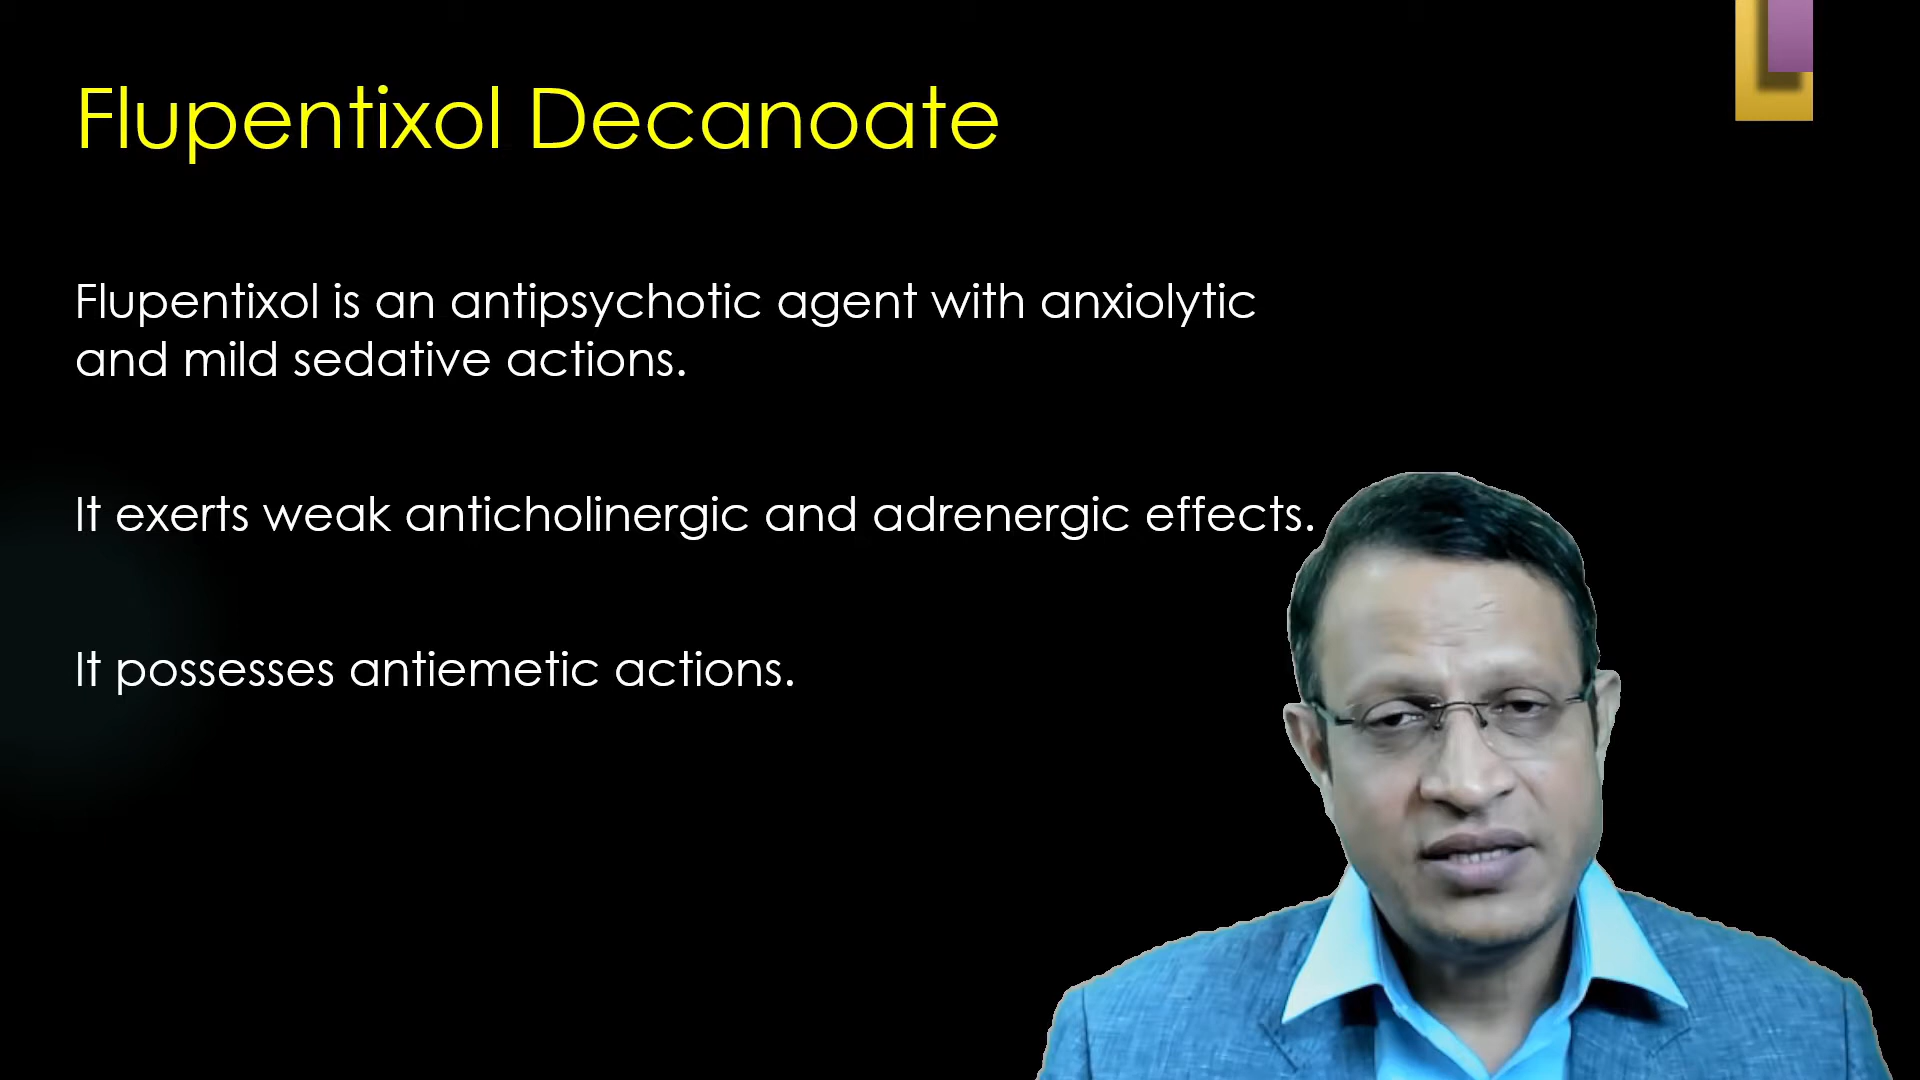 Flupentixol Decanoate
Flupentixol is an antipsychotic agent with anxiolytic
and mild sedative actions.
It exerts weak anticholinergic and adrenergic effects.
It possesses antiemetic actions.